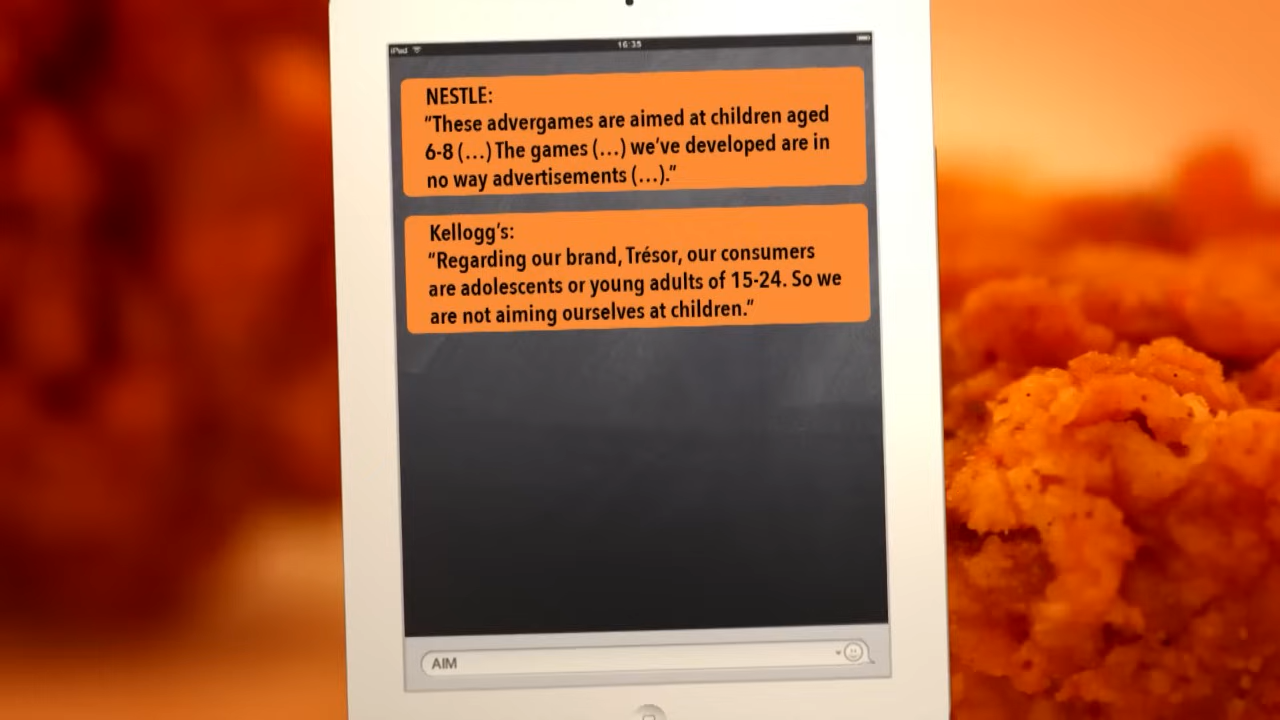 iPad 16:35
NESTLE:
"These advergames are aimed at children aged
6-8 (...) The games (...) we've developed are in
no way advertisements (...)."
Kellogg's:
"Regarding our brand, Trésor, our consumers
are adolescents or young adults of 15-24. So we
are not aiming ourselves at children."
AIM